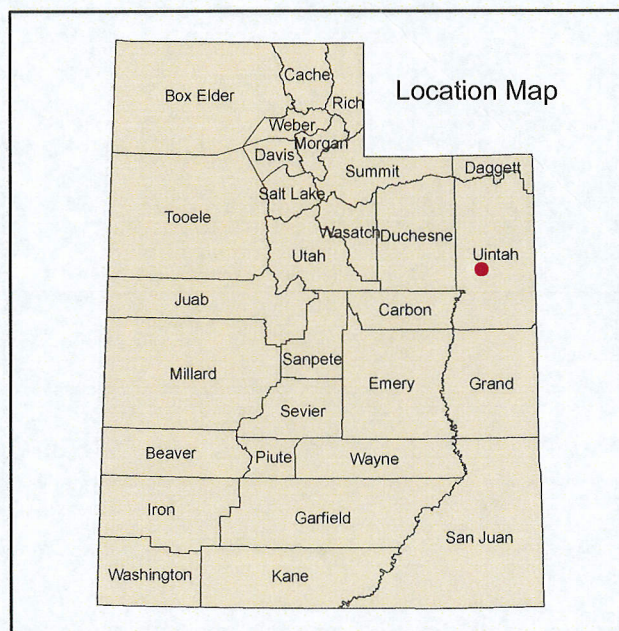 Location Map
Cache
Box Elder
Rich
Weber
Morgan
Davis
Summit
Daggett
Salt Lake
Tooele
Wasatch
Duchesne
Uintah
Utah
Juab
Carbon
Sanpete
Millard
Emery
Grand
Sevier
Beaver
Piute
Wayne
Iron
Garfield
San Juan
Washington
Kane